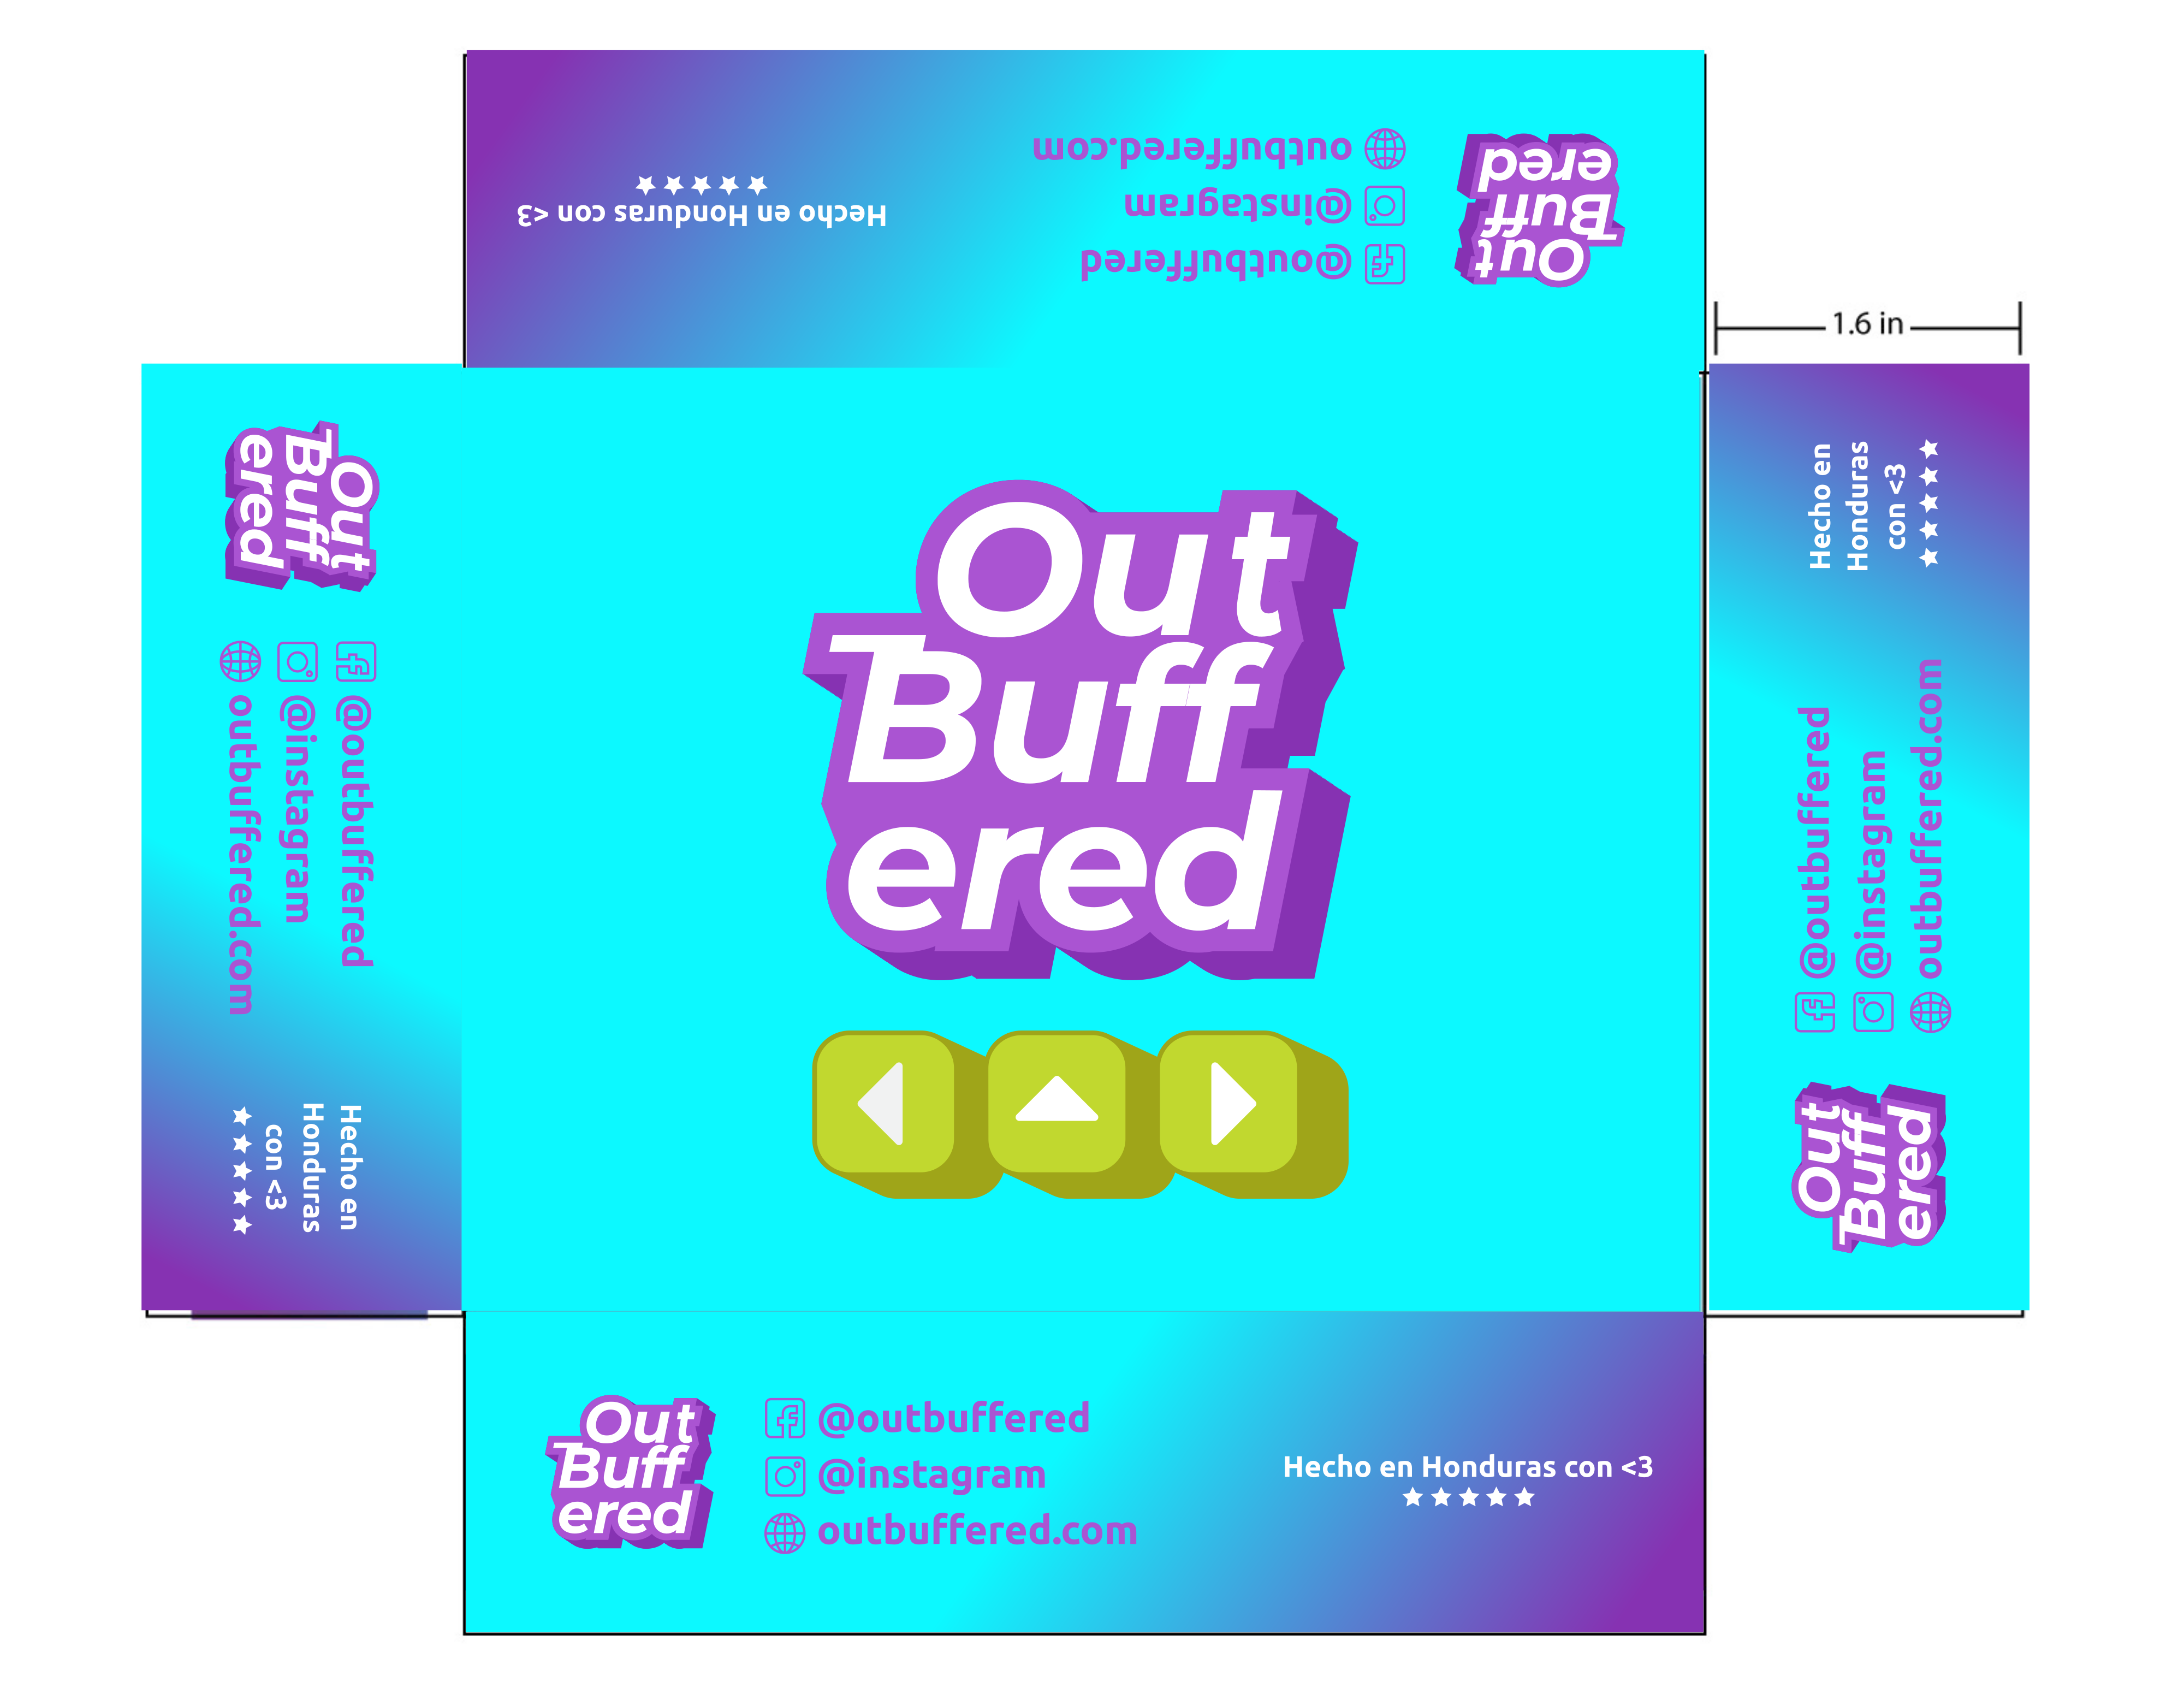 outbuffered.com
@instagram
@outbuffered
Hecho en Honduras con <3
Out
Buff
ered
1.6 in
Out
Buff
ered
@outbuffered
@instagram
outbuffered.com
Hecho en
Honduras
con <3
Out
Buff
ered
Hecho en
Honduras
con <3
@outbuffered
@instagram
outbuffered.com
Out
Buff
ered
Out
Buff
ered
@outbuffered
@instagram
outbuffered.com
Hecho en Honduras con <3